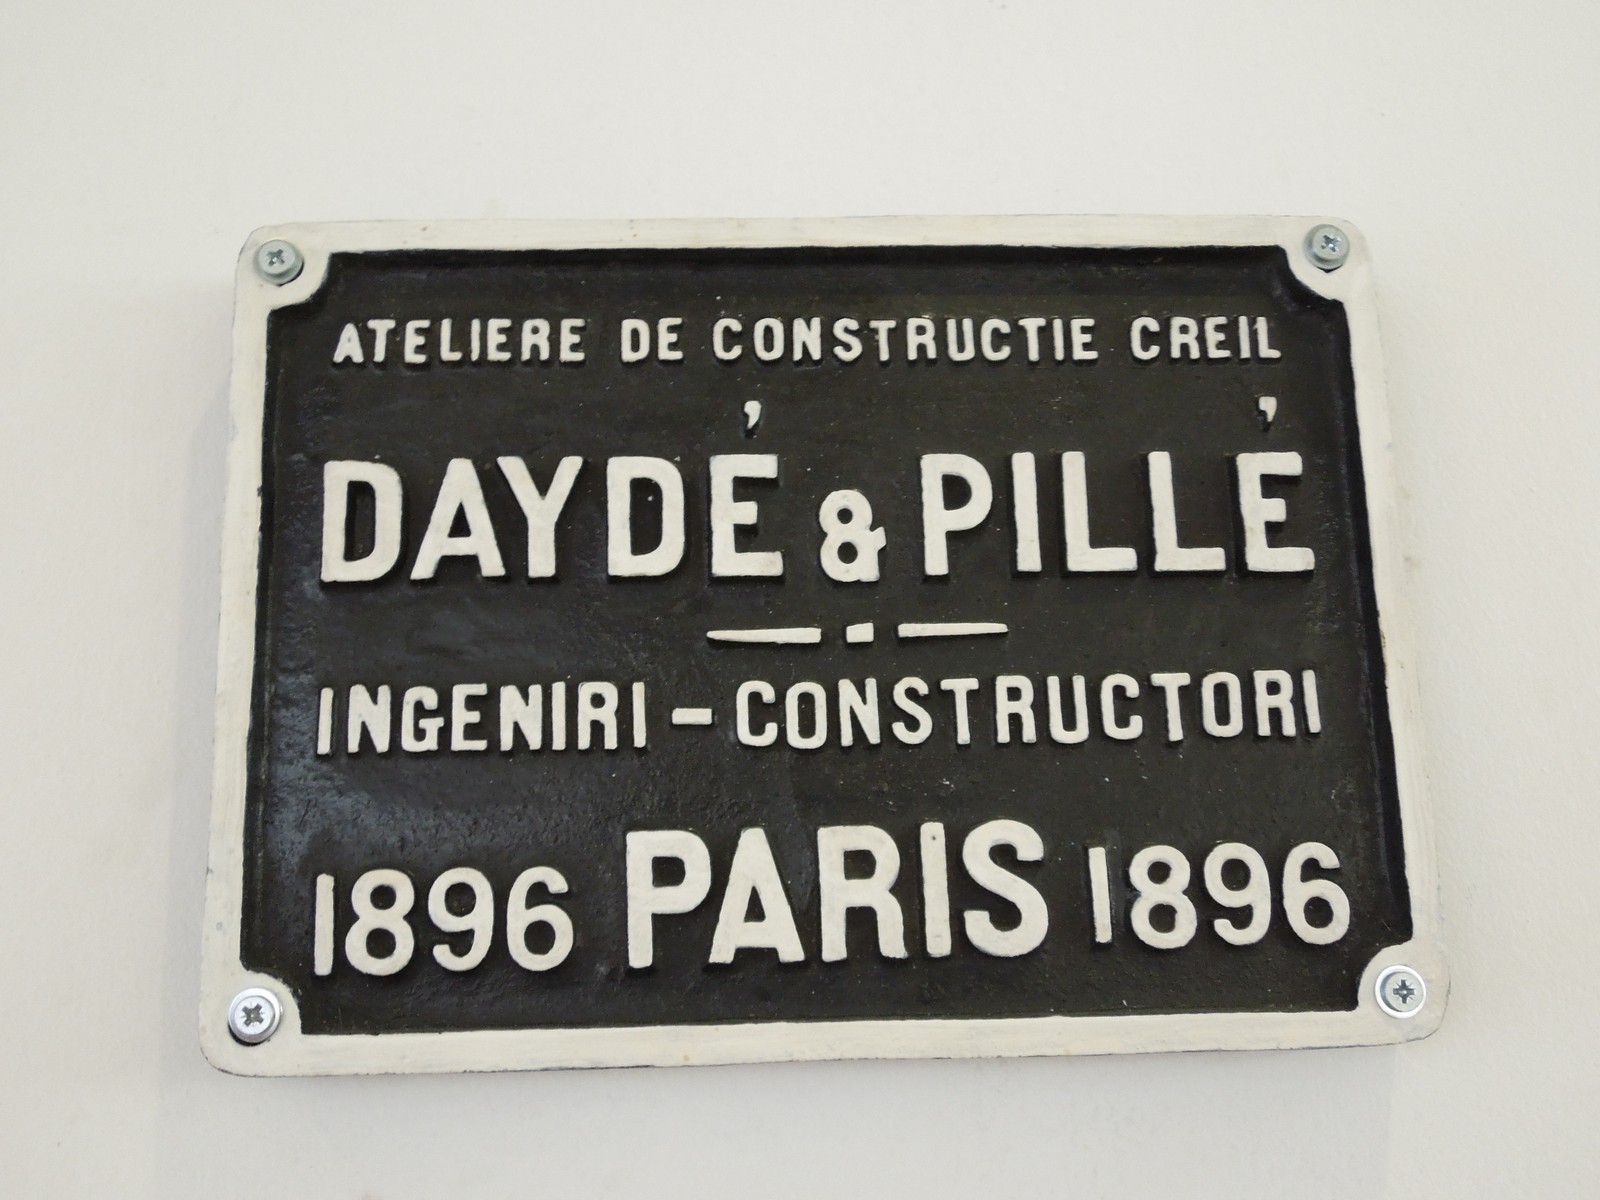 ATELIERE DE CONSTRUCTIE CREIL
DAYDÉ & PILLÉ
INGENIRI - CONSTRUCTORI
1896 PARIS 1896